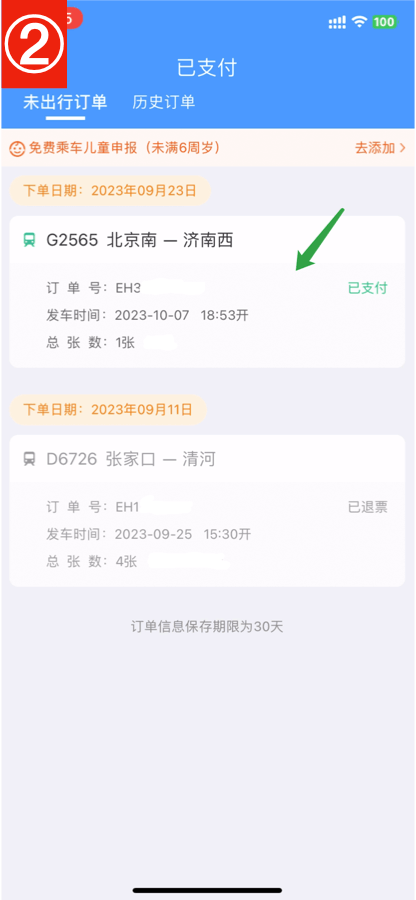 ②
5
100
已支付
未出行订单 历史订单
免费乘车儿童申报（未满6周岁） 去添加 >
下单日期：2023年09月23日
G2565 北京南 — 济南西
订单号：EH3 已支付
发车时间：2023-10-07 18:53开
总张数：1张
下单日期：2023年09月11日
D6726 张家口 — 清河
订单号：EH1 已退票
发车时间：2023-09-25 15:30开
总张数：4张
订单信息保存期限为30天